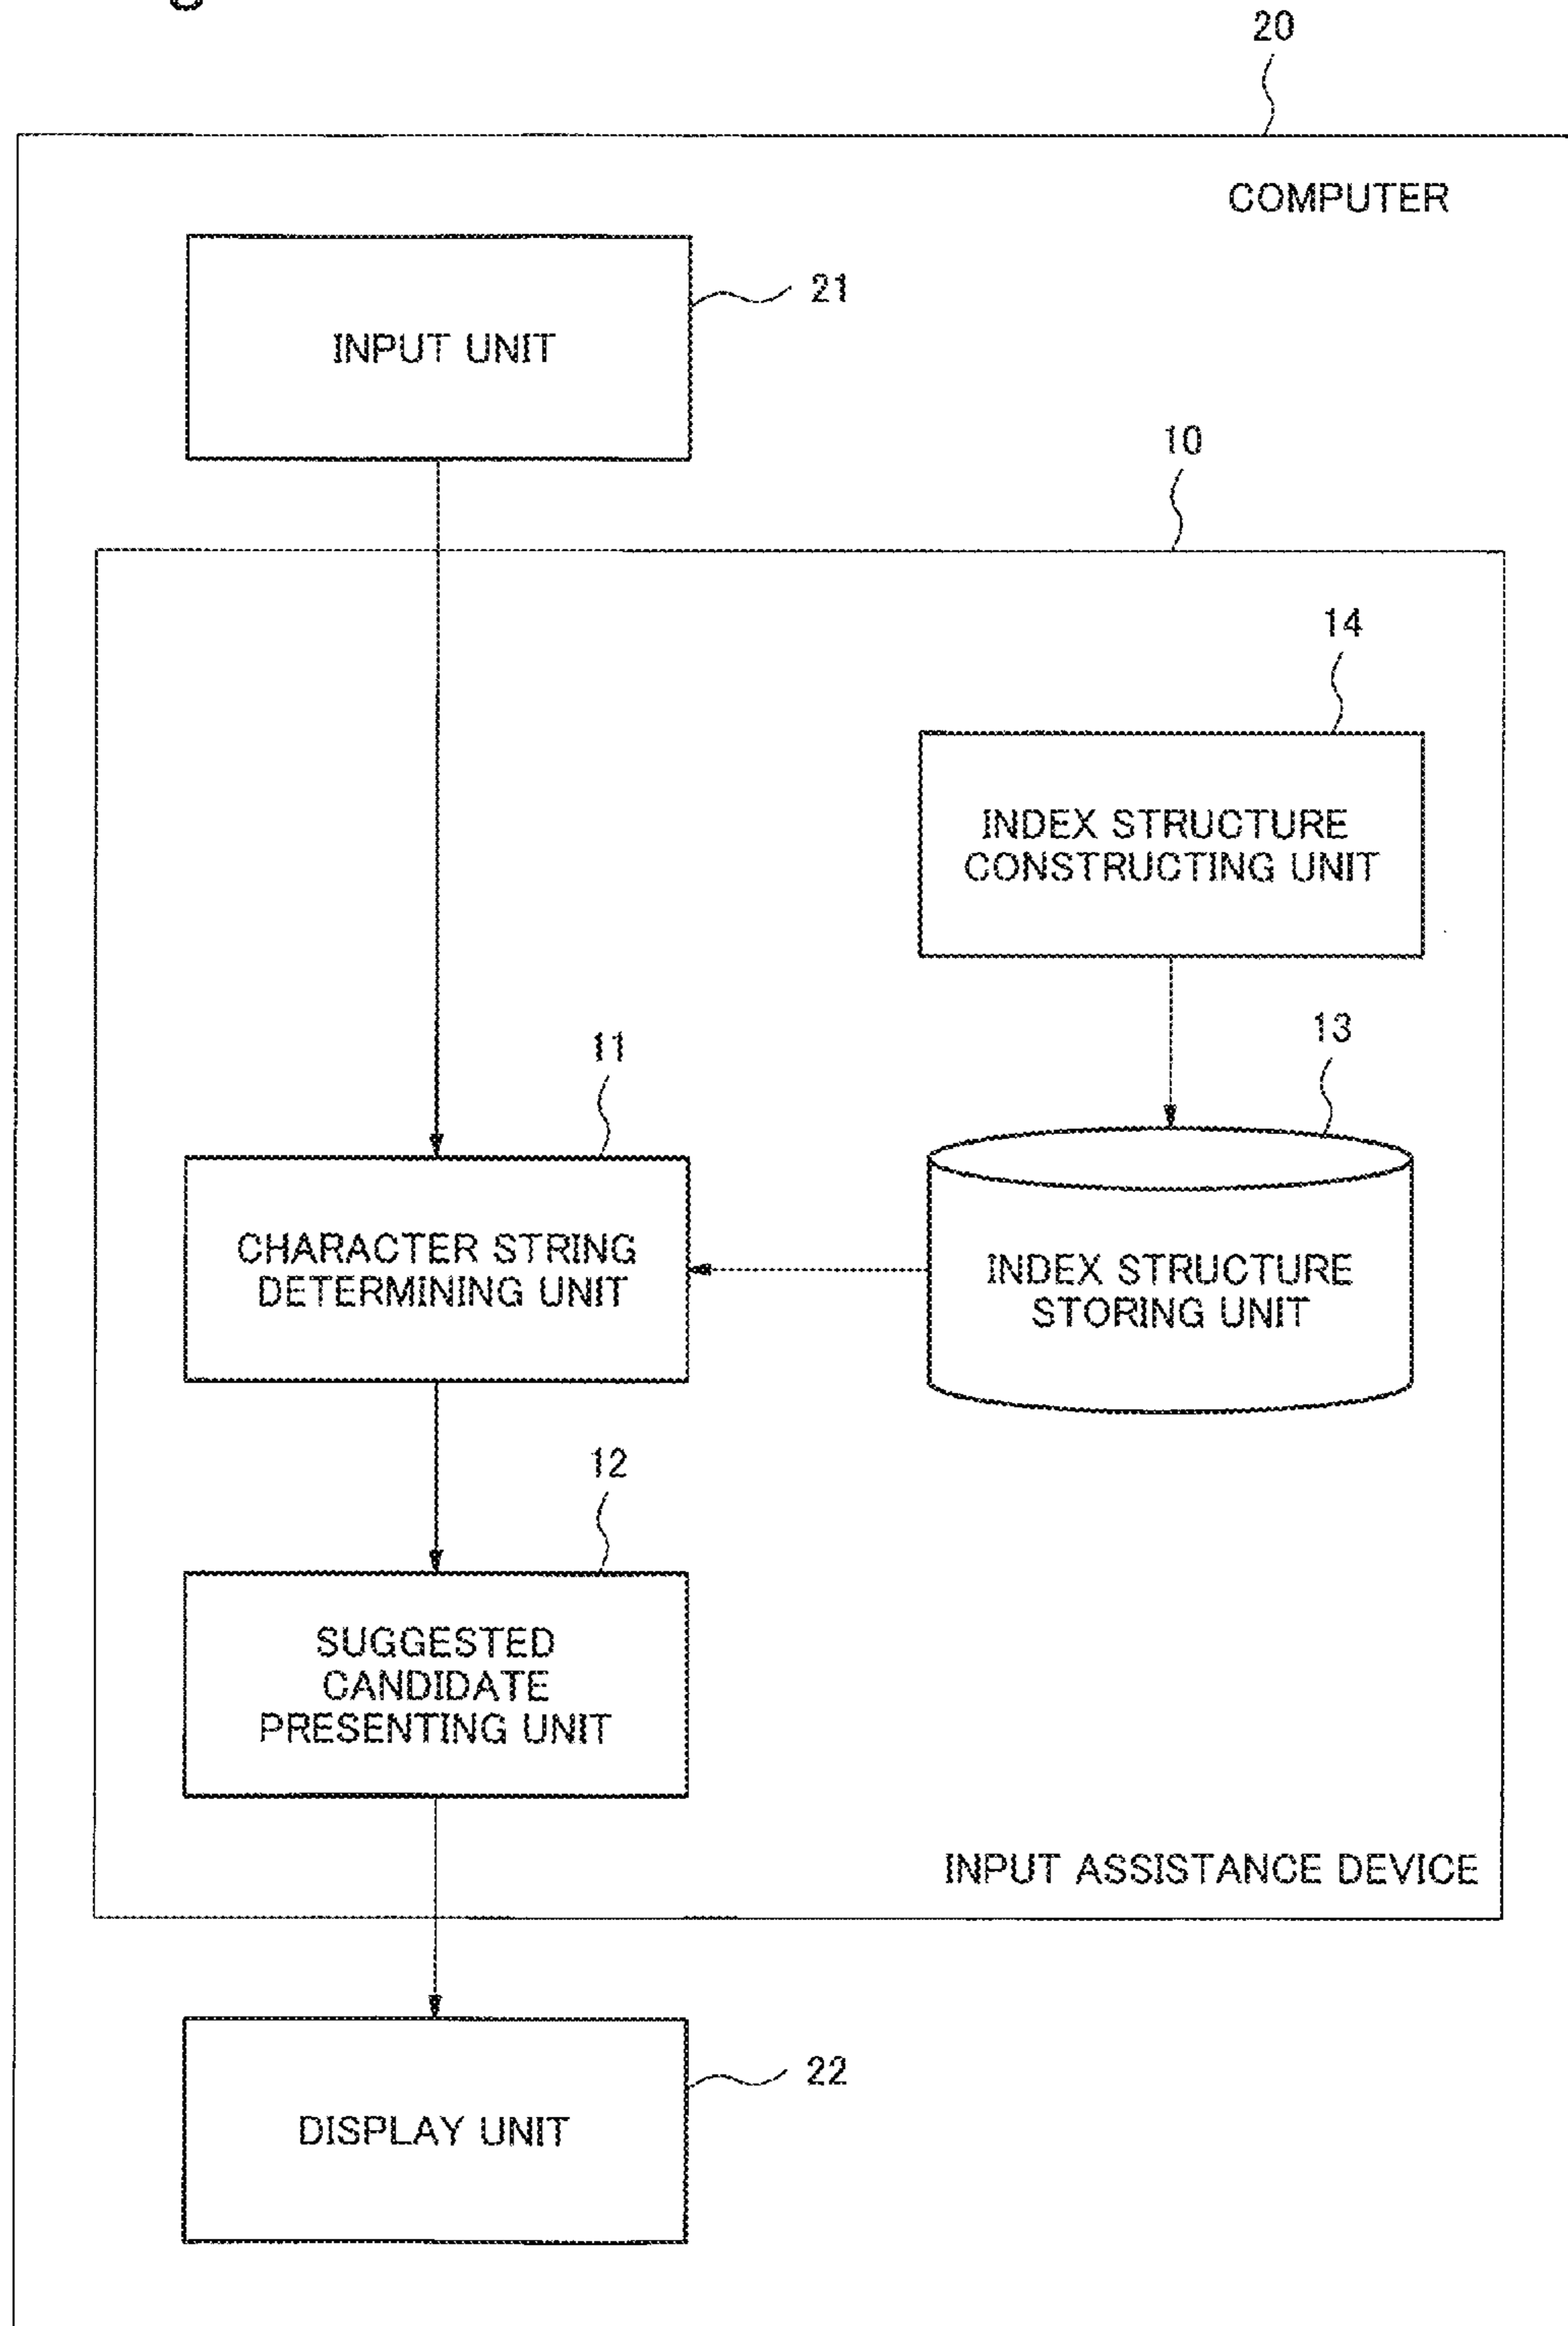 20
COMPUTER
21
INPUT UNIT
10
14
INDEX STRUCTURE
CONSTRUCTING UNIT
13
11
CHARACTER STRING
DETERMINING UNIT
INDEX STRUCTURE
STORING UNIT
12
SUGGESTED
CANDIDATE
PRESENTING UNIT
INPUT ASSISTANCE DEVICE
22
DISPLAY UNIT